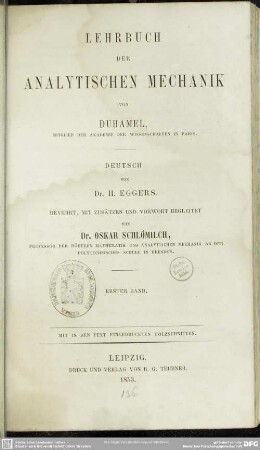 LEHRBUCH
DER
ANALYTISCHEN MECHANIK
VON
DUHAMEL,
MITGLIED DER AKADEMIE DER WISSENSCHAFTEN IN PARIS.
DEUTSCH
VON
Dr. H. EGGERS.
REVIDIRT, MIT ZUSÄTZEN UND VORWORT BEGLEITET
VON
Dr. OSKAR SCHLÖMILCH,
PROFESSOR DER HÖHEREN MATHEMATIK UND ANALYTISCHEN MECHANIK AN DER
POLYTECHNISCHEN SCHULE IN DRESDEN.
ERSTER BAND.
MIT IN DEN TEXT EINGEDRUCKTEN HOLZSCHNITTEN.
LEIPZIG.
DRUCK UND VERLAG VON B. G. TEUBNER.
1853.
DFG